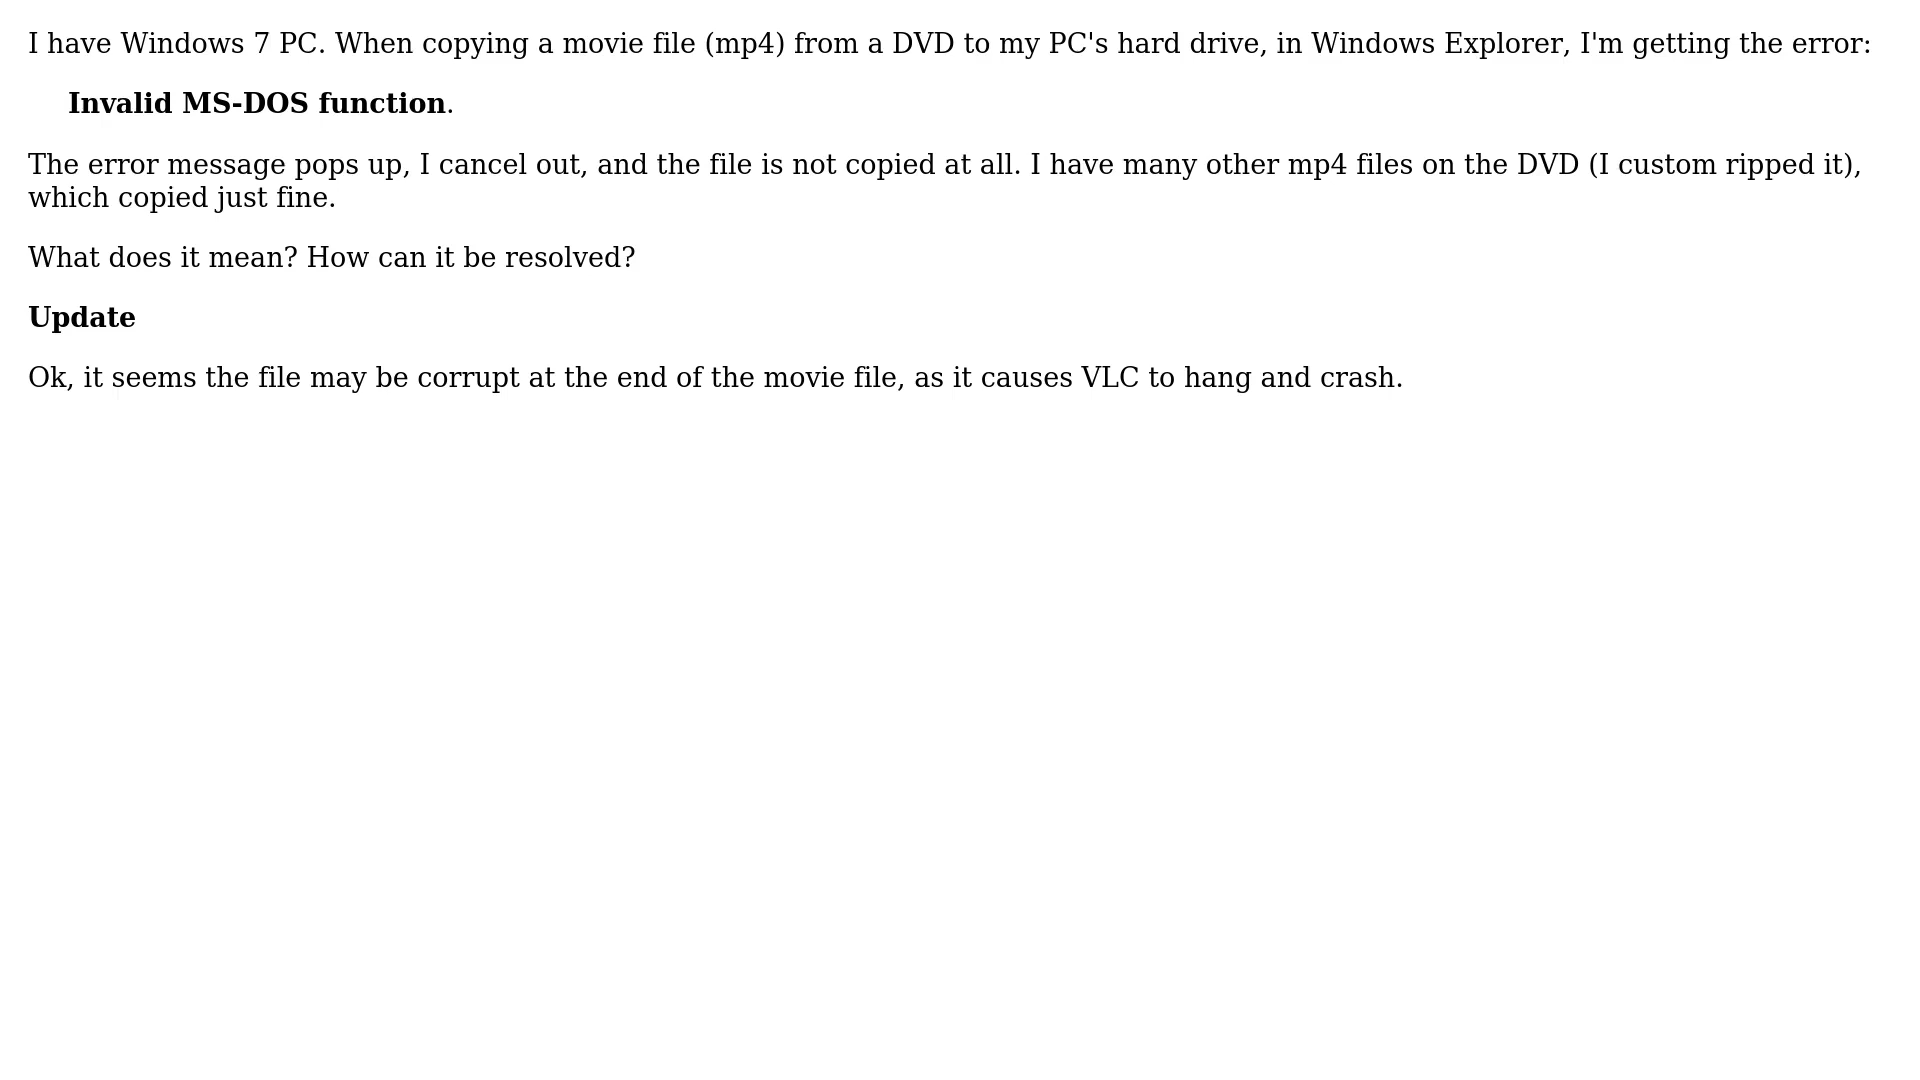 I have Windows 7 PC. When copying a movie file (mp4) from a DVD to my PC's hard drive, in Windows Explorer, I'm getting the error:
Invalid MS-DOS function.
The error message pops up, I cancel out, and the file is not copied at all. I have many other mp4 files on the DVD (I custom ripped it),
which copied just fine.
What does it mean? How can it be resolved?
Update
Ok, it seems the file may be corrupt at the end of the movie file, as it causes VLC to hang and crash.